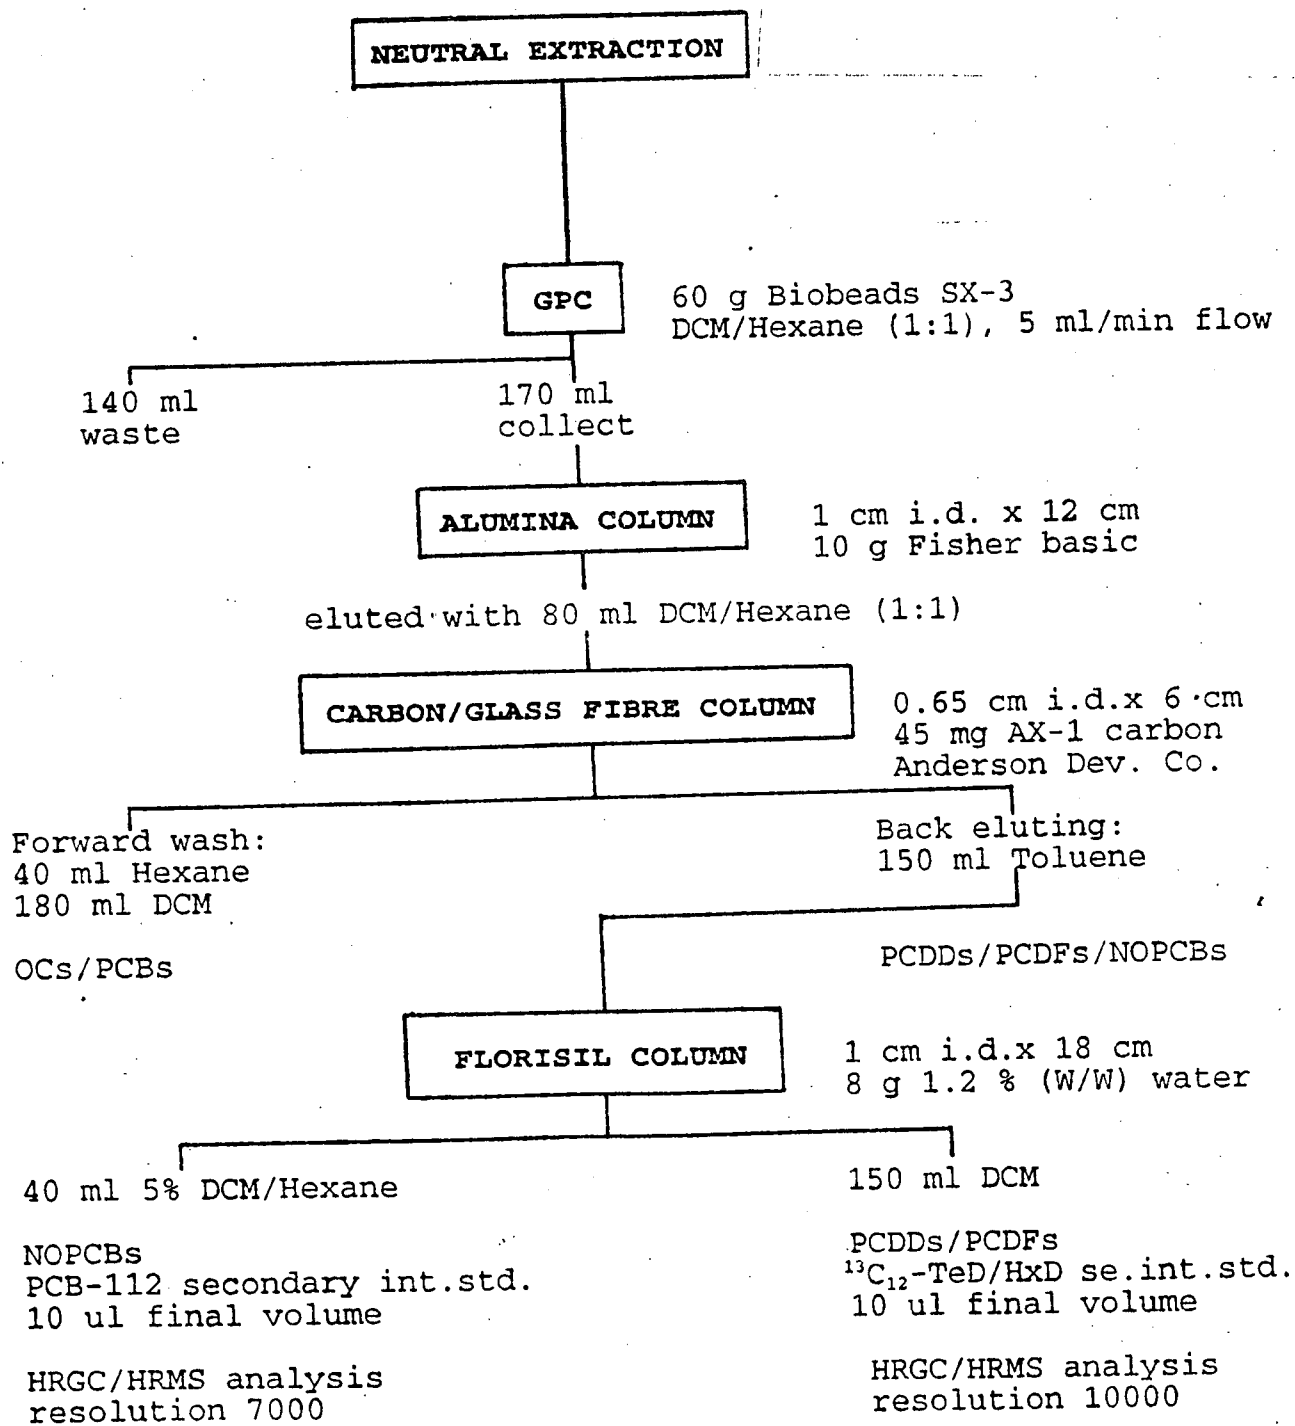 NEUTRAL EXTRACTION
GPC
60 g Biobeads SX-3
DCM/Hexane (1:1), 5 ml/min flow
140 ml
waste
170 ml
collect
ALUMINA COLUMN
1 cm i.d. x 12 cm
10 g Fisher basic
eluted with 80 ml DCM/Hexane (1:1)
CARBON/GLASS FIBRE COLUMN
0.65 cm i.d.x 6 cm
45 mg AX-1 carbon
Anderson Dev. Co.
Forward wash:
40 ml Hexane
180 ml DCM
OCs/PCBs
Back eluting:
150 ml Toluene
PCDDs/PCDFs/NOPCBs
FLORISIL COLUMN
1 cm i.d.x 18 cm
8 g 1.2 % (W/W) water
40 ml 5% DCM/Hexane
NOPCBs
PCB-112 secondary int.std.
10 ul final volume
HRGC/HRMS analysis
resolution 7000
150 ml DCM
PCDDs/PCDFs
¹³C₁₂-TeD/HxD se.int.std.
10 ul final volume
HRGC/HRMS analysis
resolution 10000